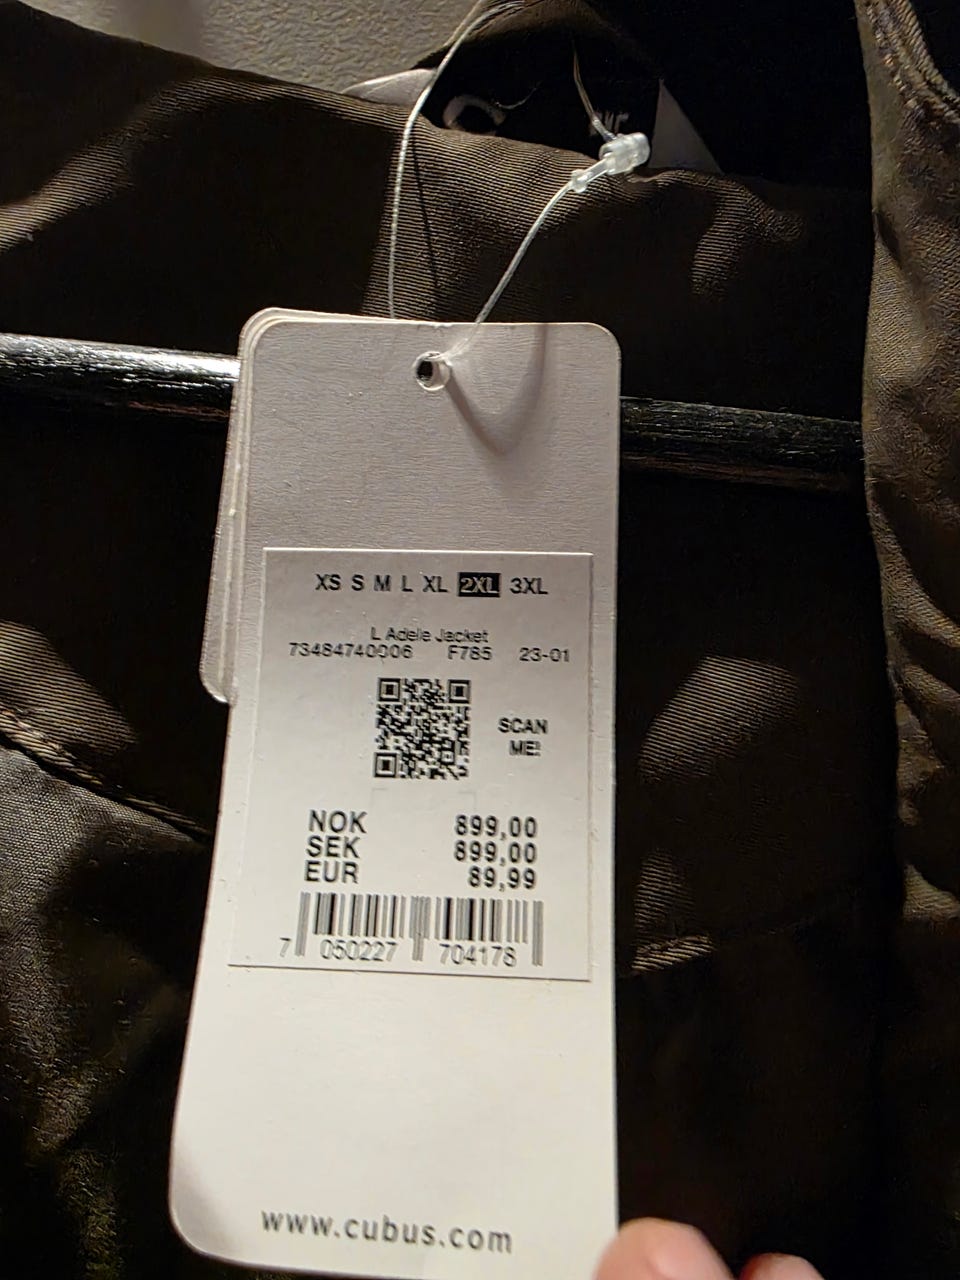 XS S M L XL 2XL 3XL
L Adele Jacket
73484740006 F765 23-01
SCAN
ME!
NOK 899,00
SEK 899,00
EUR 89,99
7 050227 704178
www.cubus.com